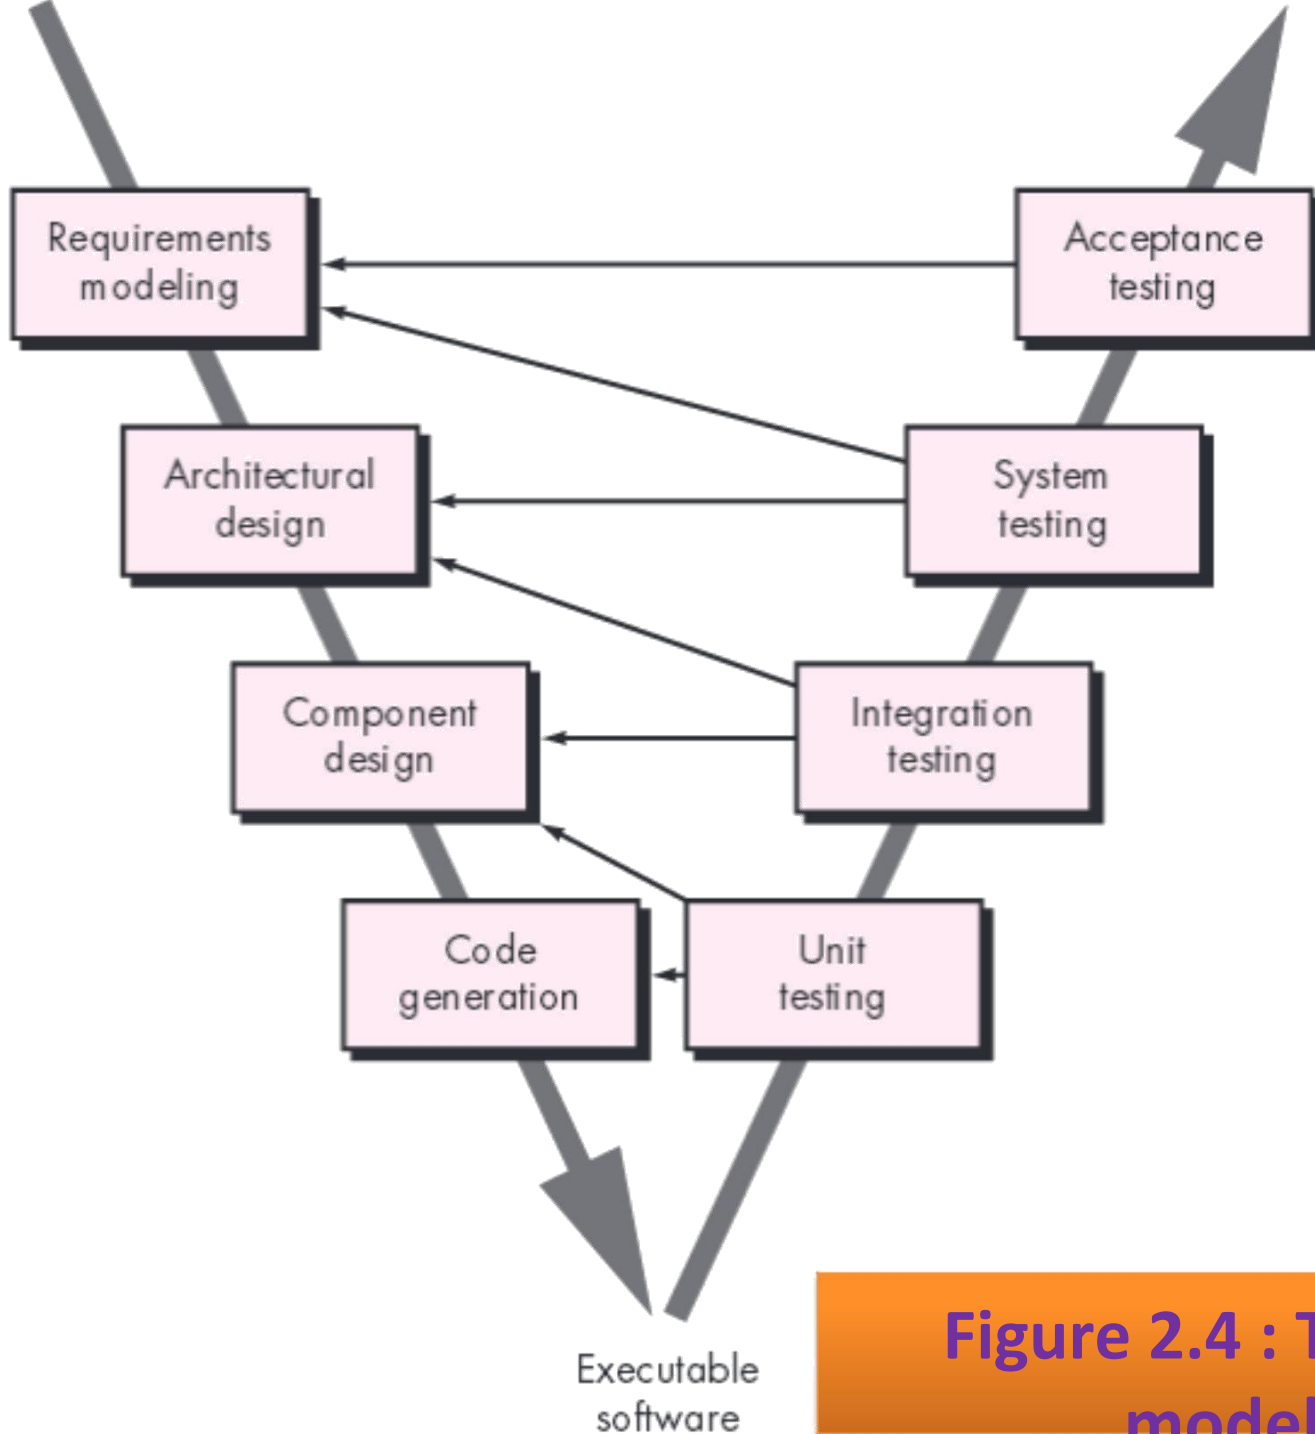 Requirements
modeling
Acceptance
testing
Architectural
design
System
testing
Component
design
Integration
testing
Code
generation
Unit
testing
Executable
software
Figure 2.4 :
model